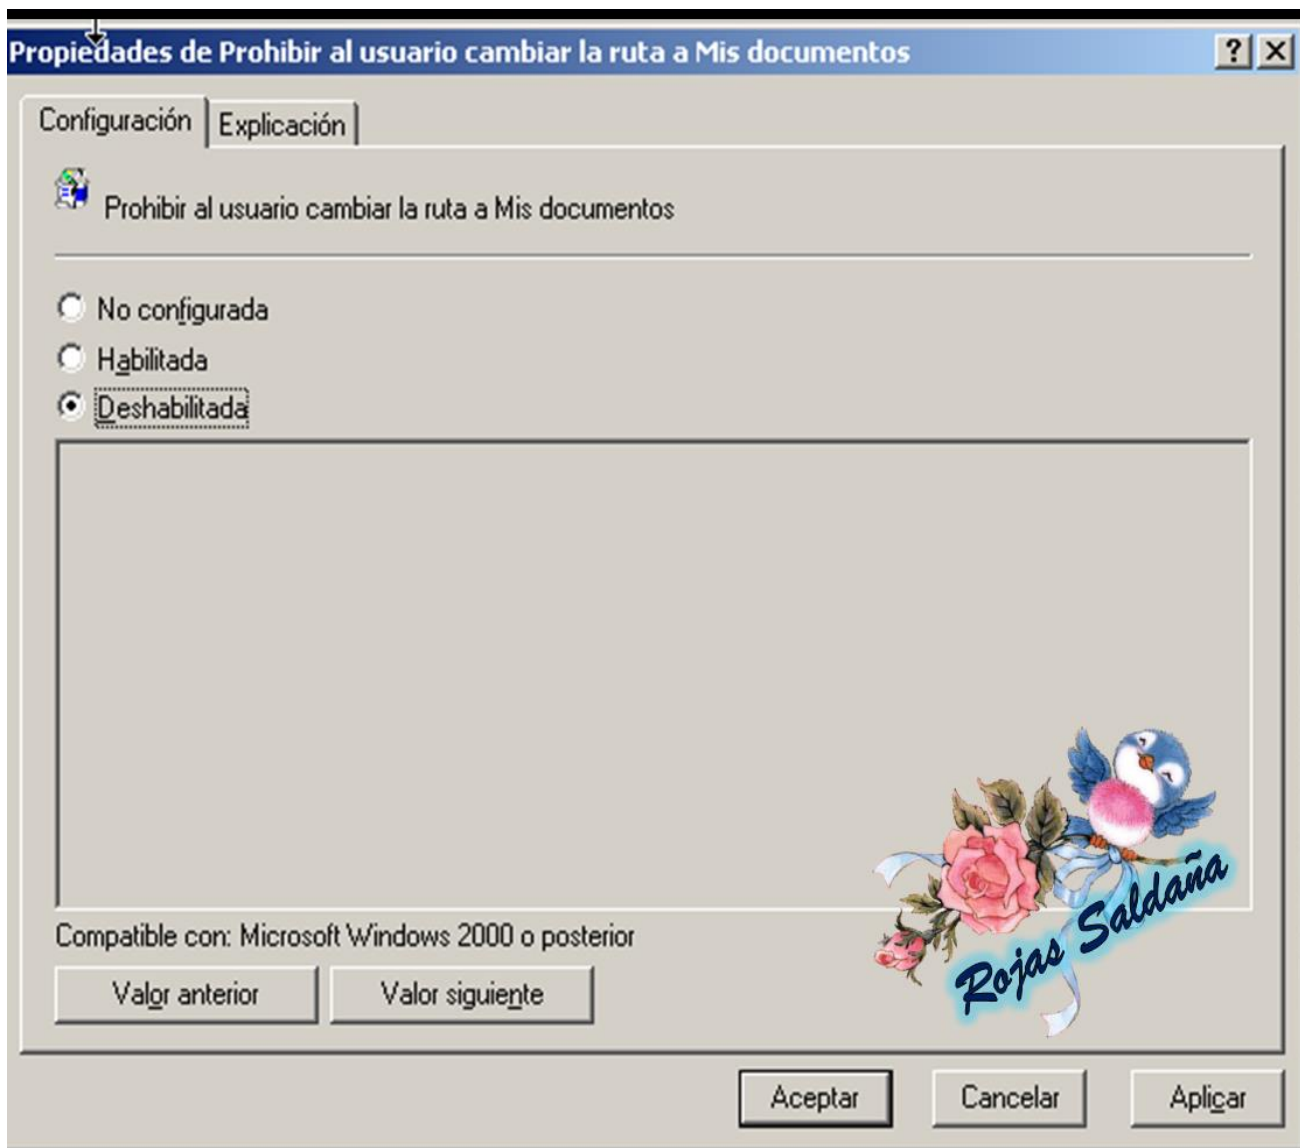 Propiedades de Prohibir al usuario cambiar la ruta a Mis documentos
Configuración
Explicación
Prohibir al usuario cambiar la ruta a Mis documentos
No configurada
Habilitada
Deshabilitada
Compatible con: Microsoft Windows 2000 o posterior
Valor anterior
Valor siguiente
Rojas Saldaña
Aceptar
Cancelar
Aplicar